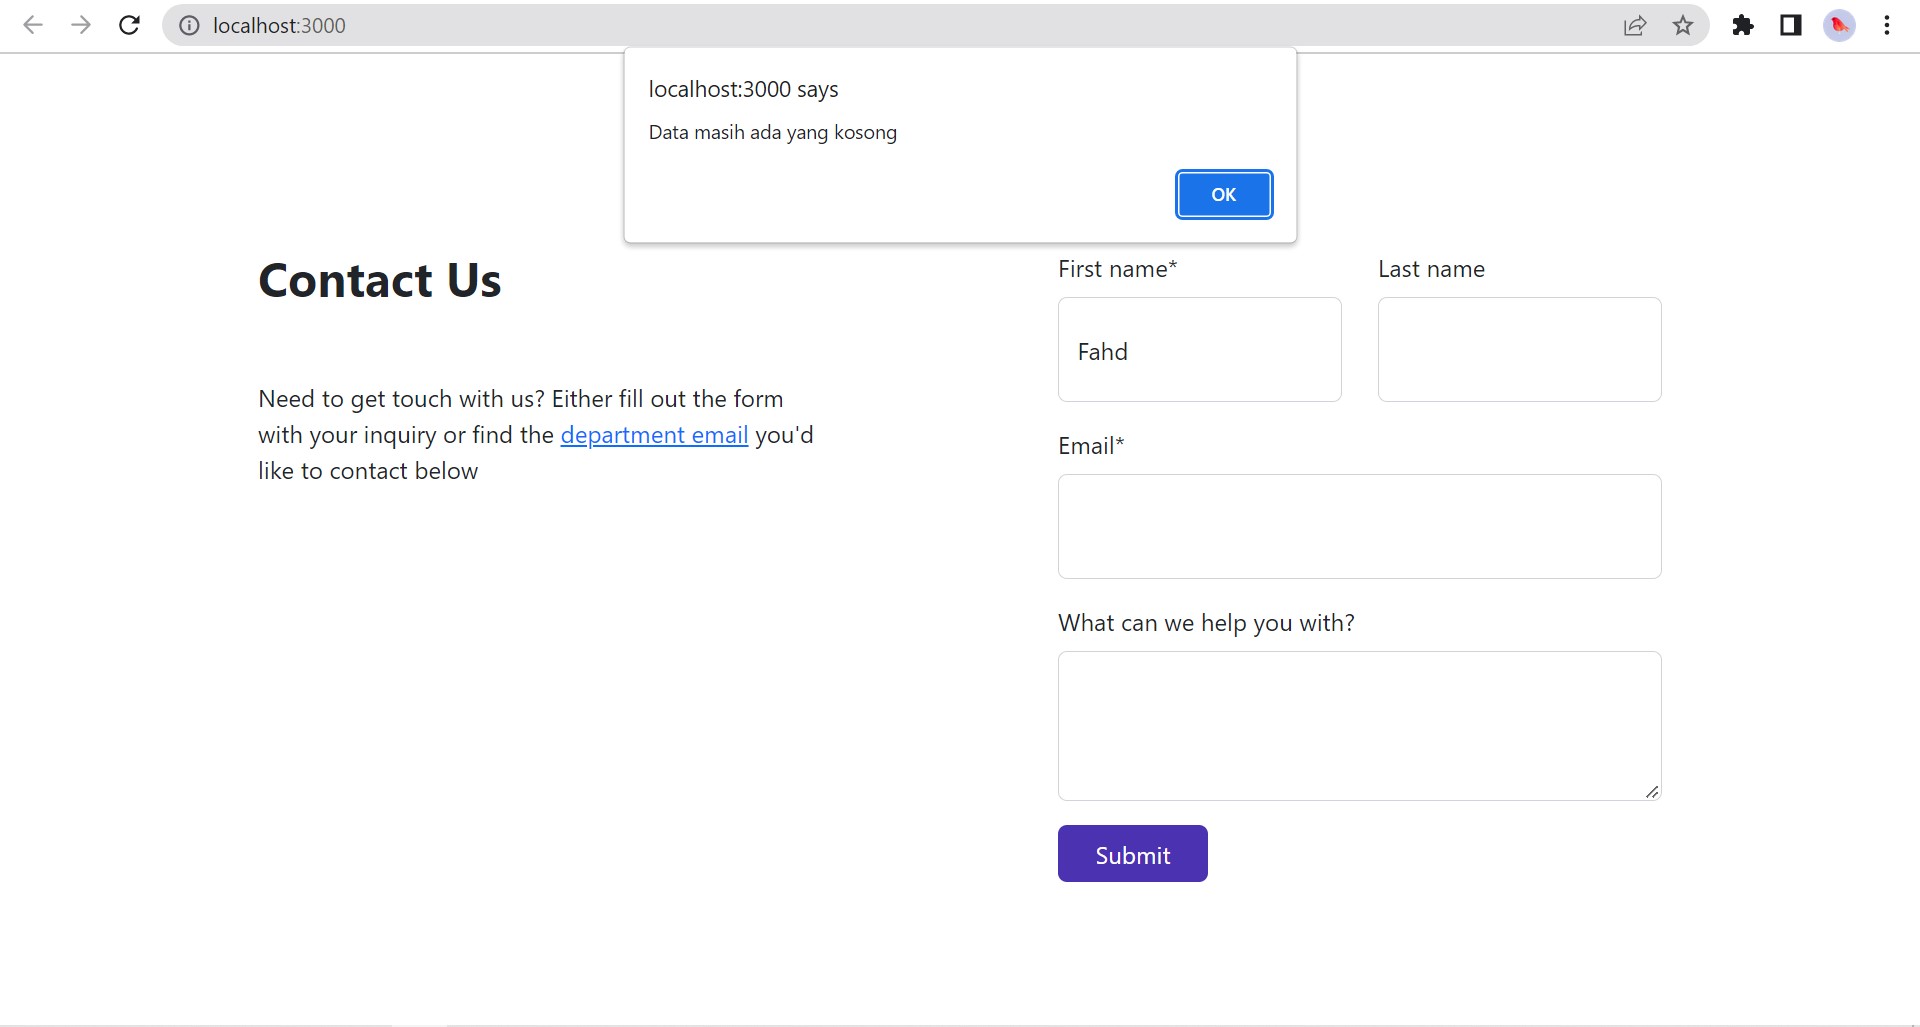 localhost:3000
localhost:3000 says
Data masih ada yang kosong
OK
Contact Us
Need to get touch with us? Either fill out the form
with your inquiry or find the department email you'd
like to contact below
First name*
Last name
Fahd
Email*
What can we help you with?
Submit